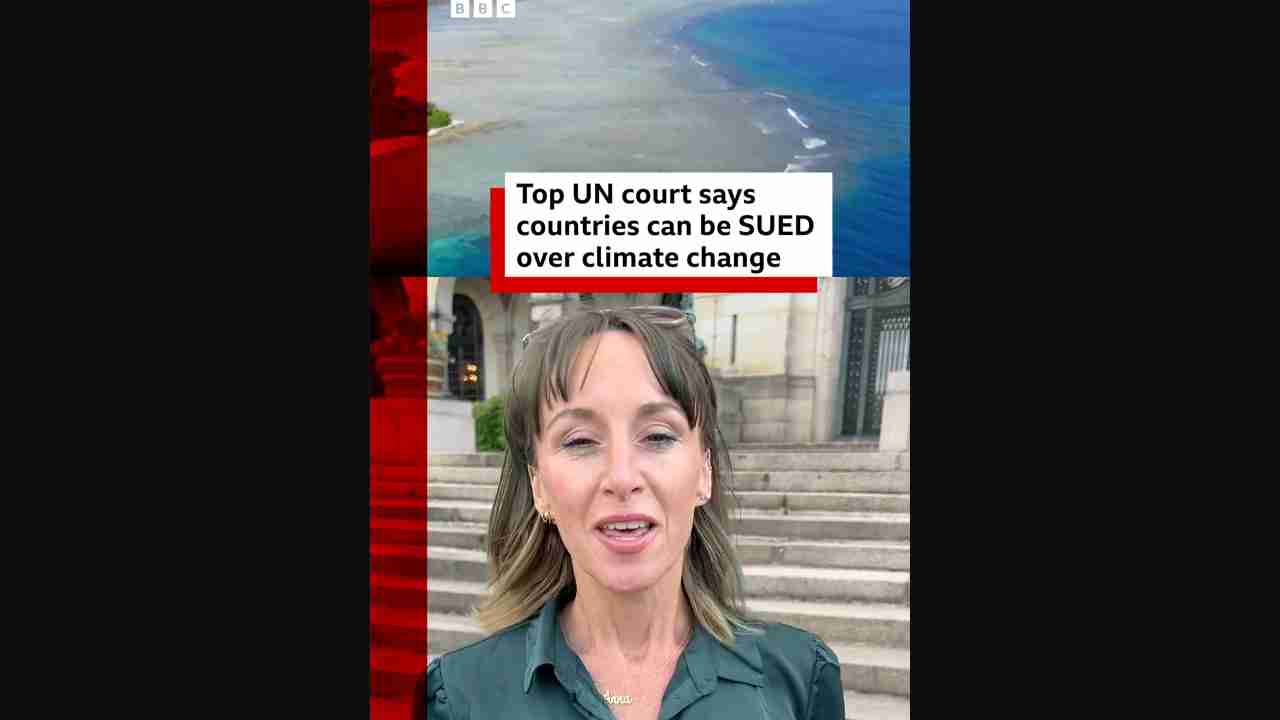 BBC
Top UN court says
countries can be SUED
over climate change
Anna